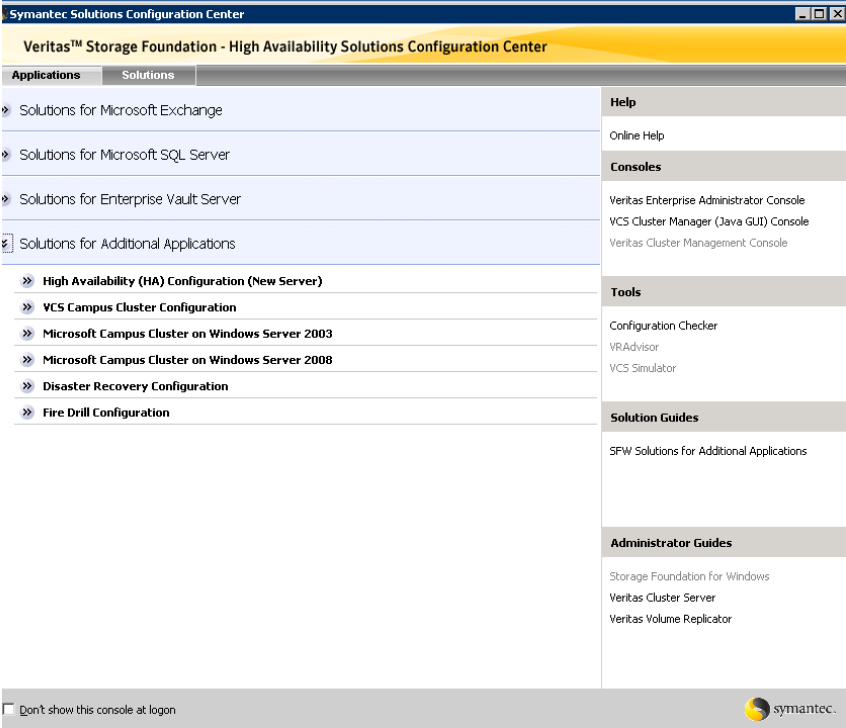 Symantec Solutions Configuration Center
Veritas™ Storage Foundation - High Availability Solutions Configuration Center
Applications
Solutions
Solutions for Microsoft Exchange
Solutions for Microsoft SQL Server
Solutions for Enterprise Vault Server
Solutions for Additional Applications
High Availability (HA) Configuration (New Server)
VCS Campus Cluster Configuration
Microsoft Campus Cluster on Windows Server 2003
Microsoft Campus Cluster on Windows Server 2008
Disaster Recovery Configuration
Fire Drill Configuration
Help
Online Help
Consoles
Veritas Enterprise Administrator Console
VCS Cluster Manager (Java GUI) Console
Veritas Cluster Management Console
Tools
Configuration Checker
VRAdvisor
VCS Simulator
Solution Guides
SFW Solutions for Additional Applications
Administrator Guides
Storage Foundation for Windows
Veritas Cluster Server
Veritas Volume Replicator
Don't show this console at logon
symantec.